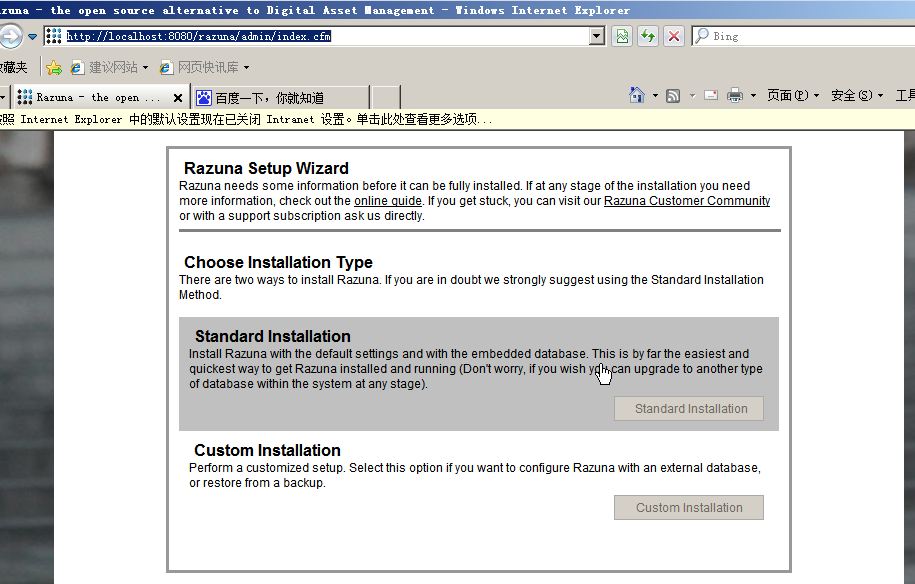 azuna - the open source alternative to Digital Asset Management - Windows Internet Explorer
http://localhost:8080/razuna/admin/index.cfm
Bing
藏夹
建议网站
网页快讯库
Razuna - the open ...
百度一下，你就知道
页面(P)
安全(S)
工具
照 Internet Explorer 中的默认设置现在已关闭 Intranet 设置。单击此处查看更多选项...
Razuna Setup Wizard
Razuna needs some information before it can be fully installed. If at any stage of the installation you need
more information, check out the online guide. If you get stuck, you can visit our Razuna Customer Community
or with a support subscription ask us directly.
Choose Installation Type
There are two ways to install Razuna. If you are in doubt we strongly suggest using the Standard Installation
Method.
Standard Installation
Install Razuna with the default settings and with the embedded database. This is by far the easiest and
quickest way to get Razuna installed and running (Don't worry, if you wish you can upgrade to another type
of database within the system at any stage).
Standard Installation
Custom Installation
Perform a customized setup. Select this option if you want to configure Razuna with an external database,
or restore from a backup.
Custom Installation